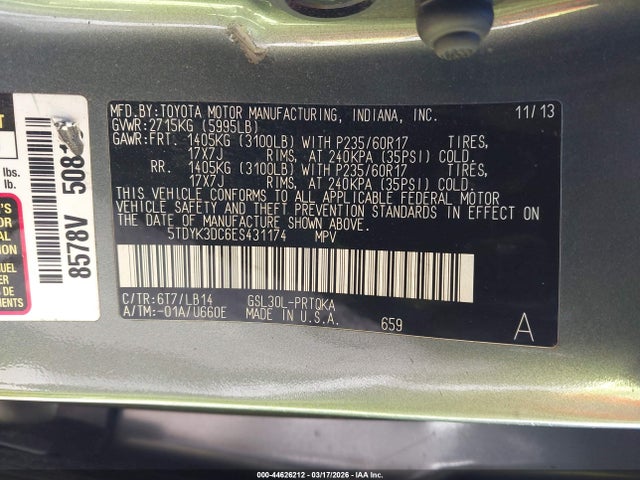 MFD.BY:TOYOTA MOTOR MANUFACTURING, INDIANA, INC. 11/13
GVWR:2715KG (5995LB)
GAWR:FRT. 1405KG (3100LB) WITH P235/60R17 TIRES,
17X7J RIMS, AT 240KPA (35PSI) COLD.
RR. 1405KG (3100LB) WITH P235/60R17 TIRES,
17X7J RIMS, AT 240KPA (35PSI) COLD.
THIS VEHICLE CONFORMS TO ALL APPLICABLE FEDERAL MOTOR
VEHICLE SAFETY AND THEFT PREVENTION STANDARDS IN EFFECT ON
THE DATE OF MANUFACTURE SHOWN ABOVE.
5TDYK3DC6ES431174 MPV
C/TR:6T7/LB14 GSL30L-PRTQKA
A/TM:-01A/U660E MADE IN U.S.A. 659
A
lbs.
lb.
8578V
000-44626212 — 03/17/2026 — IAA Inc.